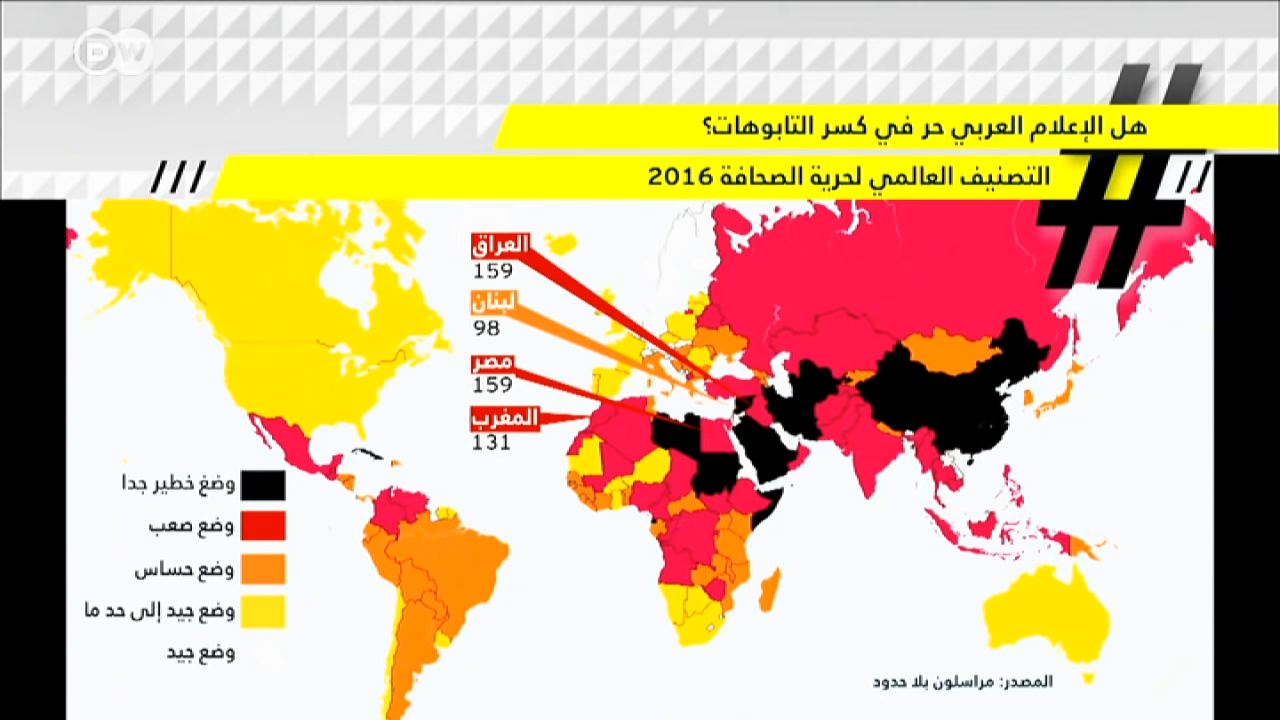 DW
هل الإعلام العربي حر في كسر التابوهات؟
التصنيف العالمي لحرية الصحافة 2016
العراق
159
لبنان
98
مصر
159
المغرب
131
وضغ خطير جدا
وضع صعب
وضع حساس
وضع جيد إلى حد ما
وضع جيد
المصدر: مراسلون بلا حدود